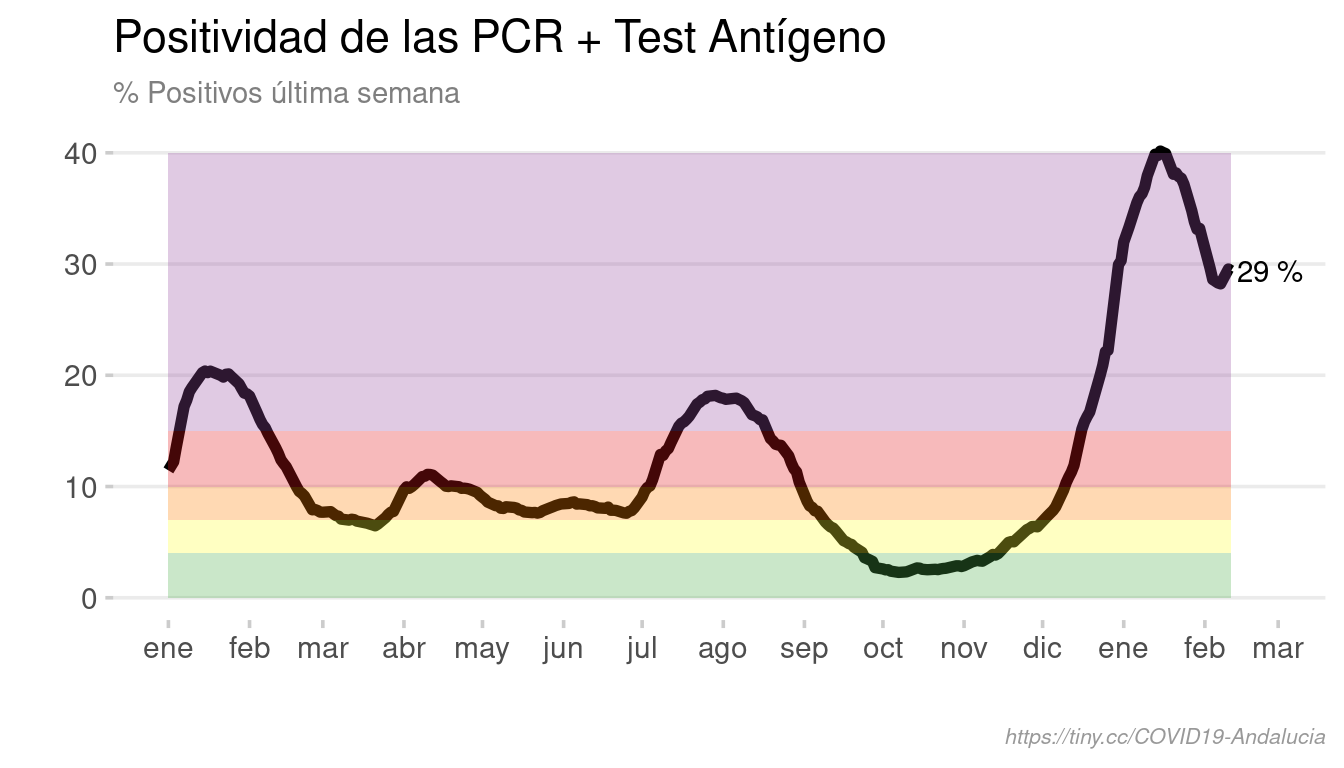 Positividad de las PCR + Test Antígeno
% Positivos última semana
40
30
29 %
20
10
0
ene feb mar abr may jun jul ago sep oct nov dic ene feb mar
https://tiny.cc/COVID19-Andalucia